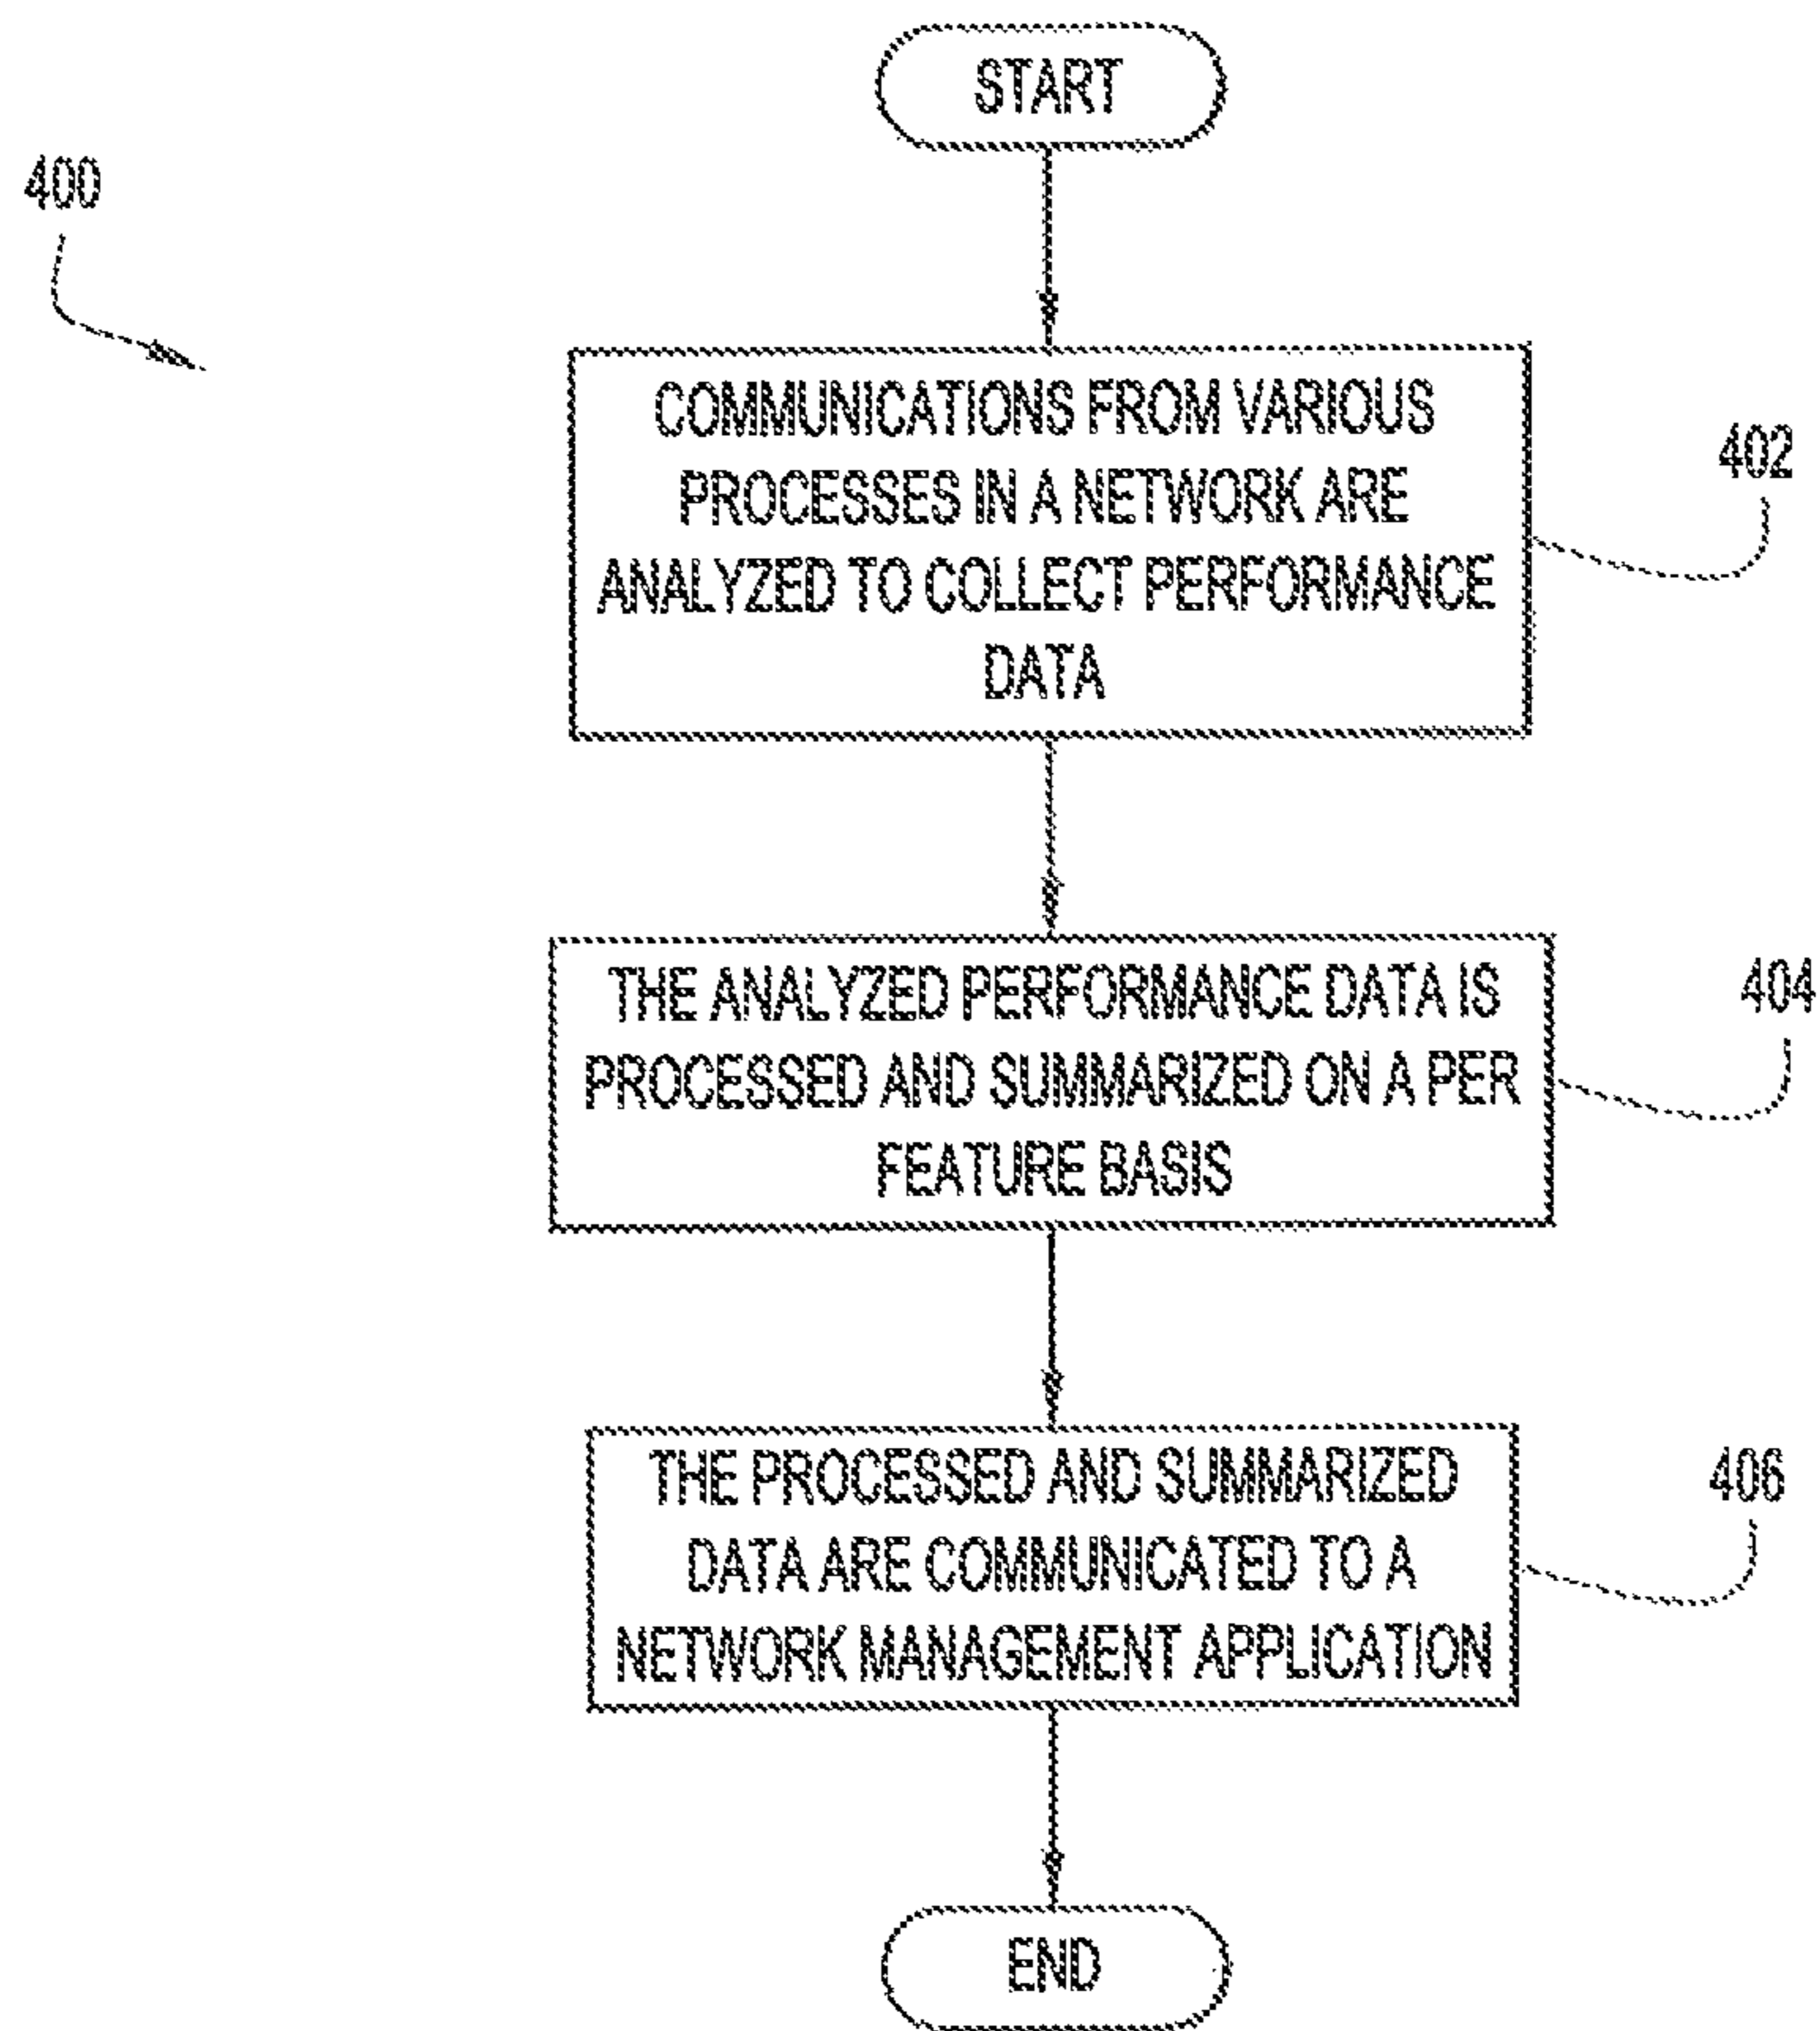 START
400
COMMUNICATIONS FROM VARIOUS
PROCESSES IN A NETWORK ARE
ANALYZED TO COLLECT PERFORMANCE
DATA
402
THE ANALYZED PERFORMANCE DATA IS
PROCESSED AND SUMMARIZED ON A PER
FEATURE BASIS
404
THE PROCESSED AND SUMMARIZED
DATA ARE COMMUNICATED TO A
NETWORK MANAGEMENT APPLICATION
406
END